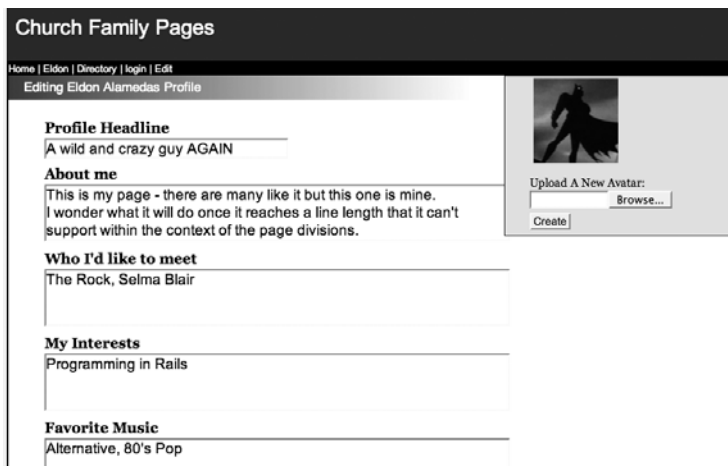 Church Family Pages
Home | Eldon | Directory | login | Edit
Editing Eldon Alamedas Profile
Profile Headline
A wild and crazy guy AGAIN
About me
This is my page - there are many like it but this one is mine.
I wonder what it will do once it reaches a line length that it can't
support within the context of the page divisions.
Who I'd like to meet
The Rock, Selma Blair
My Interests
Programming in Rails
Favorite Music
Alternative, 80's Pop
Upload A New Avatar:
Browse...
Create